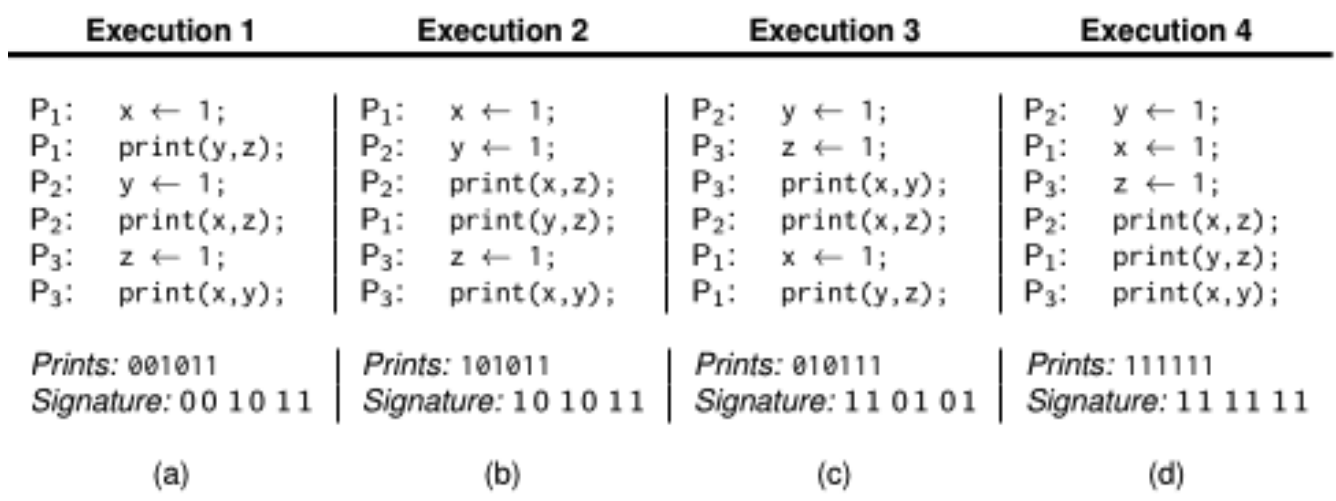 Execution 1 Execution 2 Execution 3 Execution 4
P₁: x ← 1; P₁: x ← 1; P₂: y ← 1; P₂: y ← 1;
P₁: print(y,z); P₂: y ← 1; P₃: z ← 1; P₁: x ← 1;
P₂: y ← 1; P₂: print(x,z); P₃: print(x,y); P₃: z ← 1;
P₂: print(x,z); P₁: print(y,z); P₂: print(x,z); P₂: print(x,z);
P₃: z ← 1; P₃: z ← 1; P₁: x ← 1; P₁: print(y,z);
P₃: print(x,y); P₃: print(x,y); P₁: print(y,z); P₃: print(x,y);
Prints: 001011 Prints: 101011 Prints: 010111 Prints: 111111
Signature: 00 10 11 Signature: 10 10 11 Signature: 11 01 01 Signature: 11 11 11
(a) (b) (c) (d)